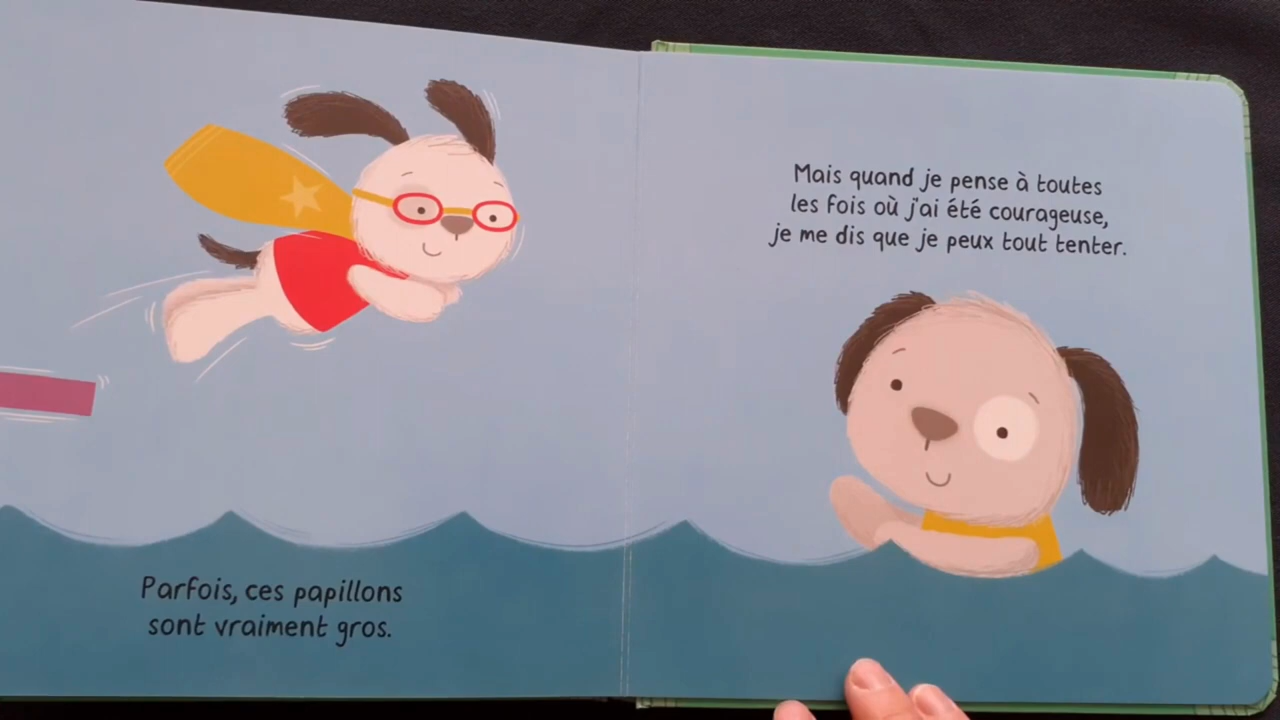 Parfois, ces papillons
sont vraiment gros.
Mais quand je pense à toutes
les fois où j'ai été courageuse,
je me dis que je peux tout tenter.